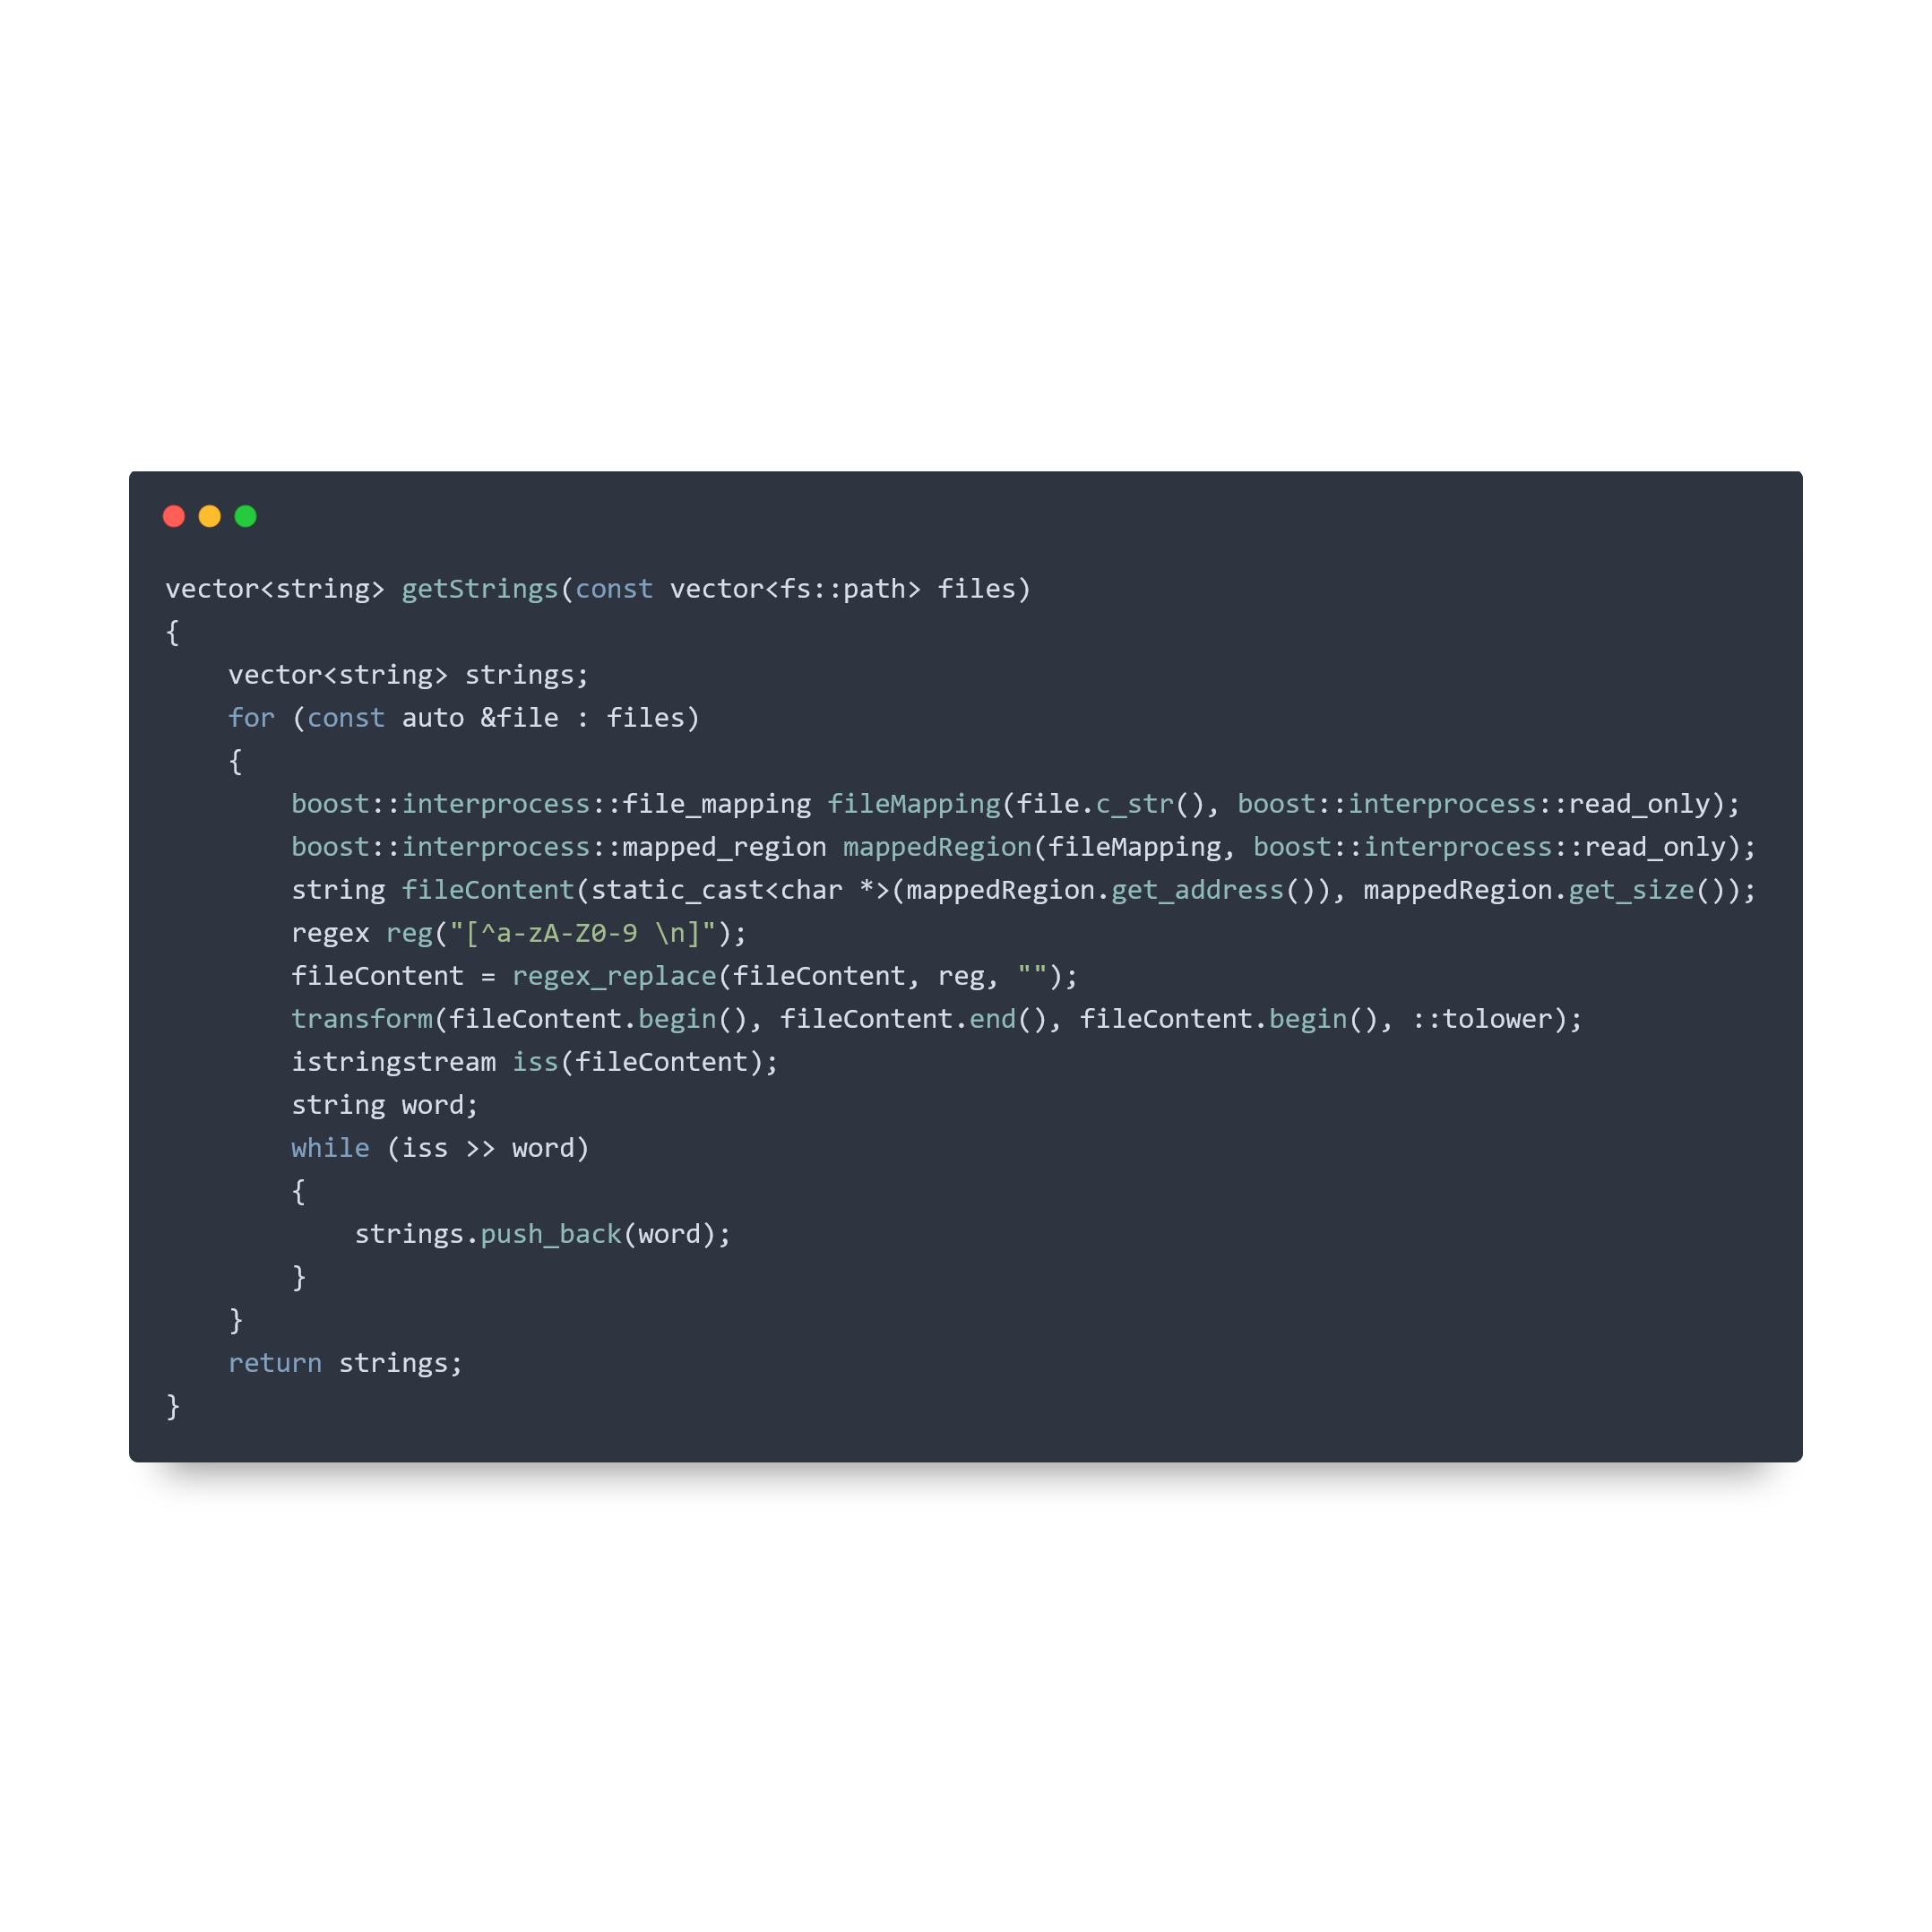 vector<string> getStrings(const vector<fs::path> files)
{
    vector<string> strings;
    for (const auto &file : files)
    {
        boost::interprocess::file_mapping fileMapping(file.c_str(), boost::interprocess::read_only);
        boost::interprocess::mapped_region mappedRegion(fileMapping, boost::interprocess::read_only);
        string fileContent(static_cast<char *>(mappedRegion.get_address()), mappedRegion.get_size());
        regex reg("[^a-zA-Z0-9 \n]");
        fileContent = regex_replace(fileContent, reg, "");
        transform(fileContent.begin(), fileContent.end(), fileContent.begin(), ::tolower);
        istringstream iss(fileContent);
        string word;
        while (iss >> word)
        {
            strings.push_back(word);
        }
    }
    return strings;
}